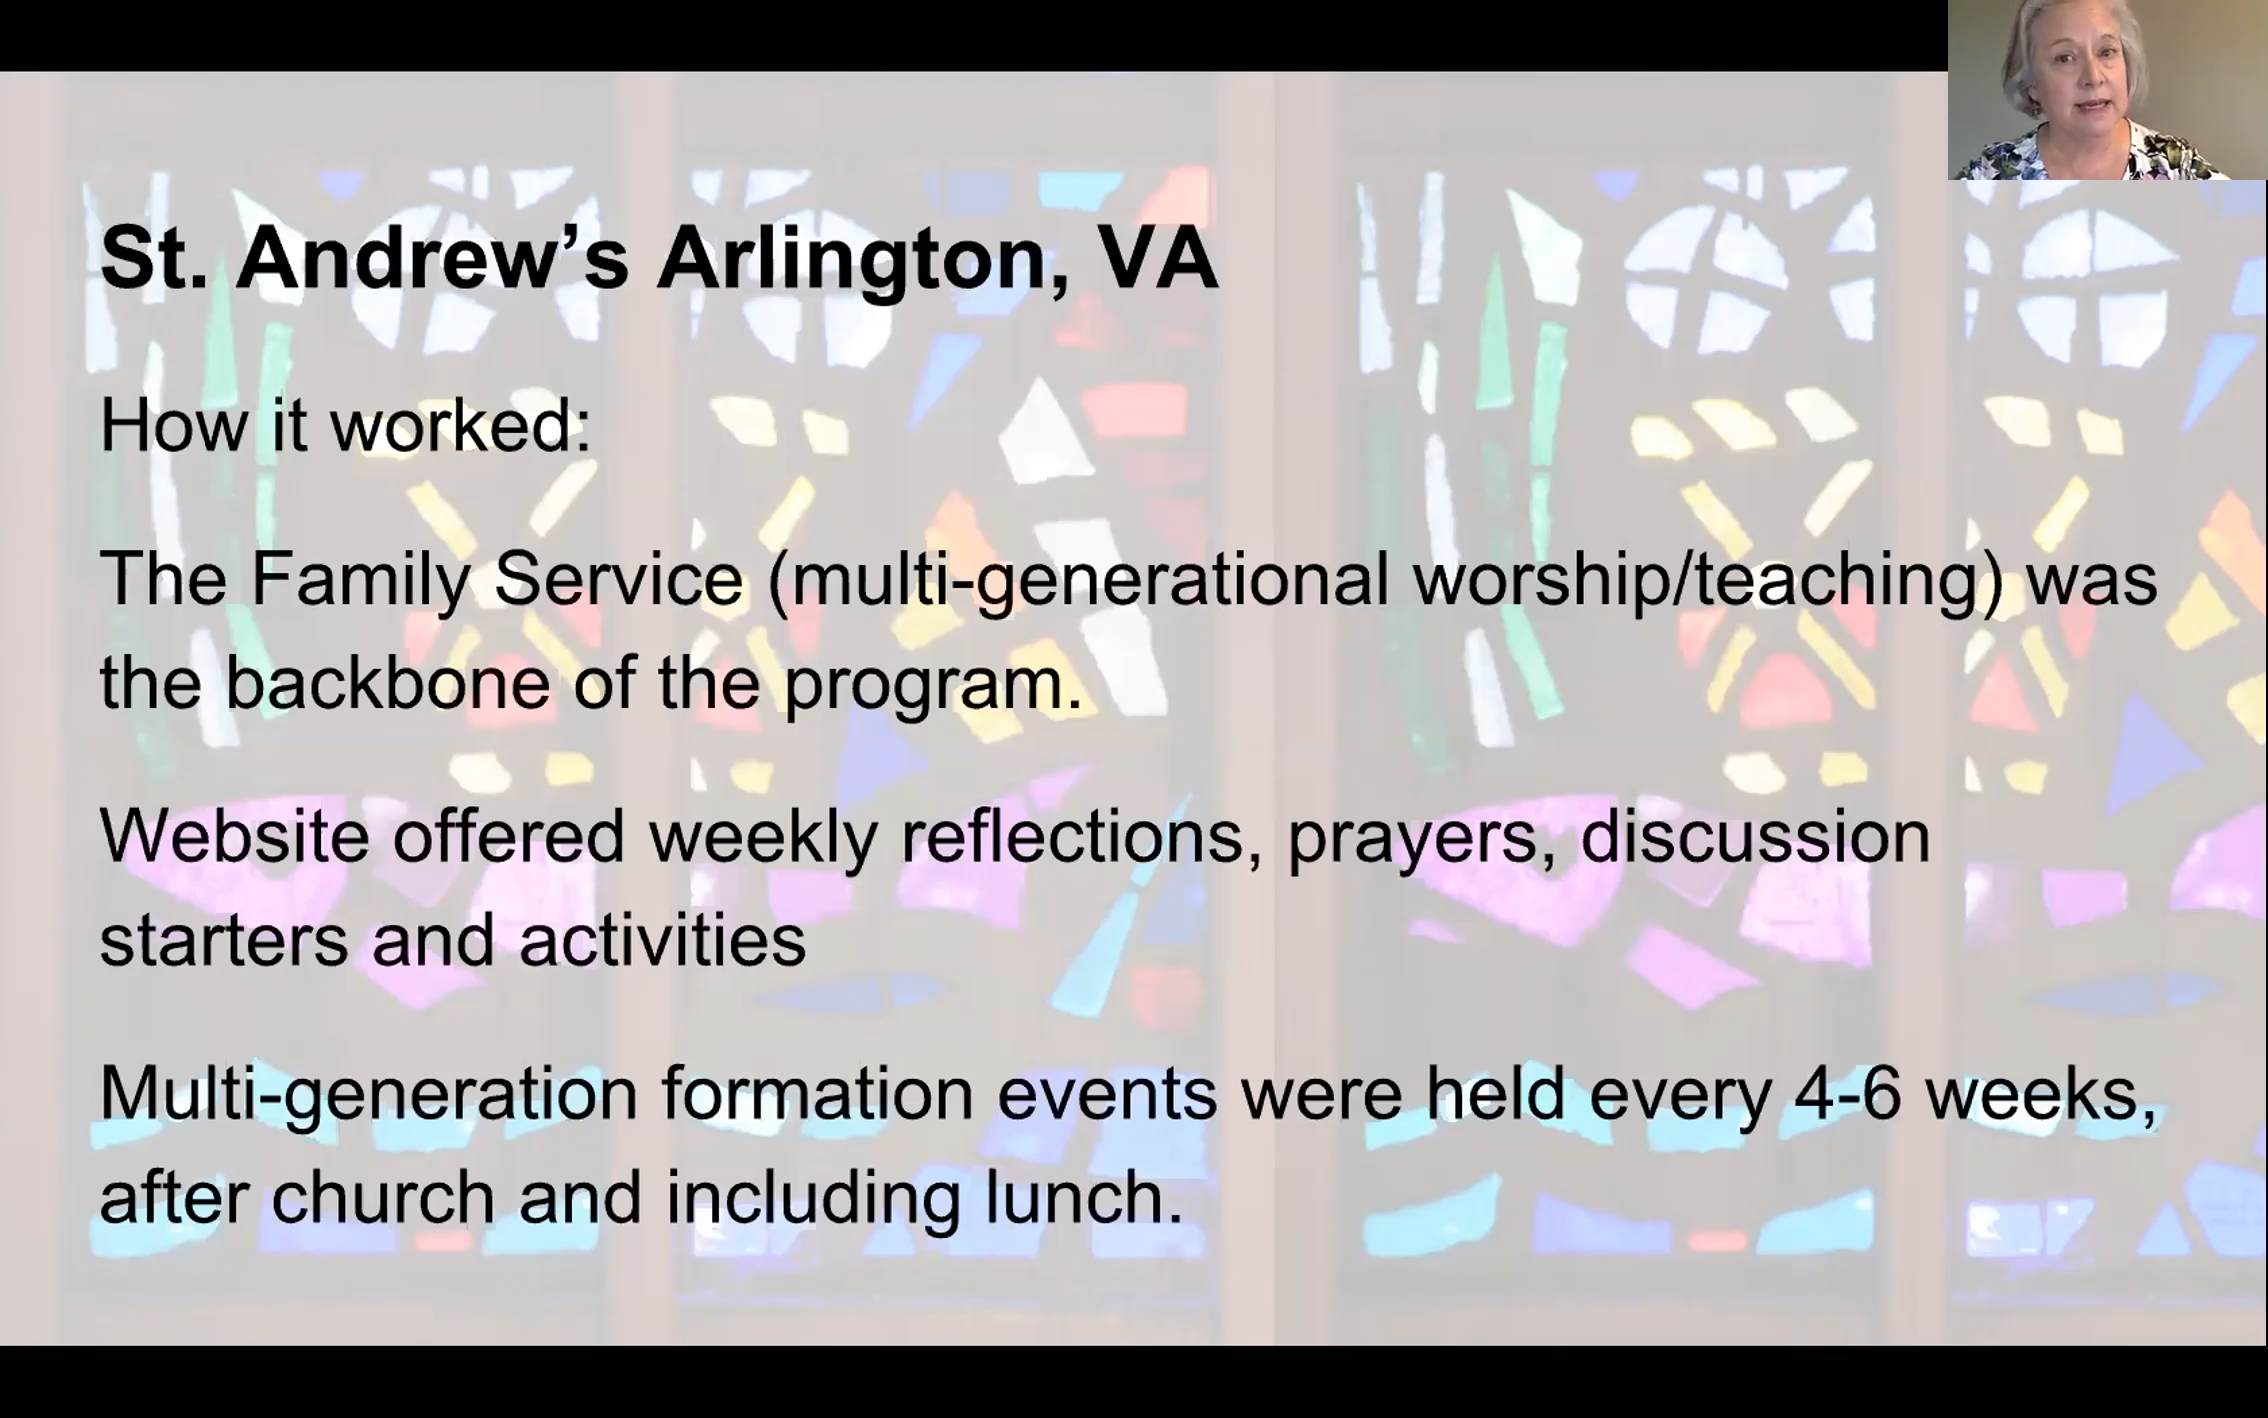 St. Andrew’s Arlington, VA
How it worked:
The Family Service (multi-generational worship/teaching) was
the backbone of the program.
Website offered weekly reflections, prayers, discussion
starters and activities
Multi-generation formation events were held every 4-6 weeks,
after church and including lunch.